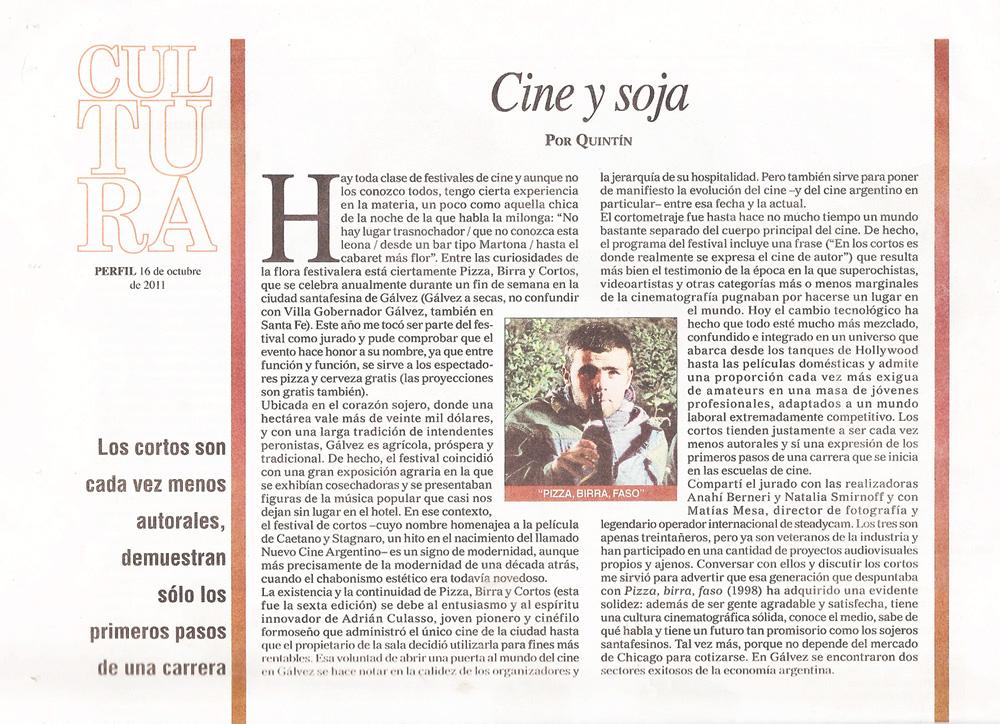 CUL
TU
RA
PERFIL 16 de octubre
de 2011
Los cortos son
cada vez menos
autorales,
demuestran
sólo los
primeros pasos
de una carrera
Cine y soja
POR QUINTÍN
Hay toda clase de festivales de cine y aunque no
los conozco todos, tengo cierta experiencia
en la materia, un poco como aquella chica
de la noche de la que habla la milonga: “No
hay lugar trasnochador / que no conozca esta
leona / desde un bar tipo Martona / hasta el
cabaret más flor”. Entre las curiosidades de
la flora festivalera está ciertamente Pizza, Birra y Cortos,
que se celebra anualmente durante un fin de semana en la
ciudad santafesina de Gálvez (Gálvez a secas, no confundir
con Villa Gobernador Gálvez, también en
Santa Fe). Este año me tocó ser parte del fes-
tival como jurado y pude comprobar que el
evento hace honor a su nombre, ya que entre
función y función, se sirve a los espectado-
res pizza y cerveza gratis (las proyecciones
son gratis también).
Ubicada en el corazón sojero, donde una
hectárea vale más de veinte mil dólares,
y con una larga tradición de intendentes
peronistas, Gálvez es agrícola, próspera y
tradicional. De hecho, el festival coincidió
con una gran exposición agraria en la que
se exhibían cosechadoras y se presentaban
figuras de la música popular que casi nos
dejan sin lugar en el hotel. En ese contexto,
el festival de cortos –cuyo nombre homenajea a la película
de Caetano y Stagnaro, un hito en el nacimiento del llamado
Nuevo Cine Argentino– es un signo de modernidad, aunque
más precisamente de la modernidad de una década atrás,
cuando el chabonismo estético era todavía novedoso.
La existencia y la continuidad de Pizza, Birra y Cortos (esta
fue la sexta edición) se debe al entusiasmo y al espíritu
innovador de Adrián Culasso, joven pionero y cinéfilo
formoseño que administró el único cine de la ciudad hasta
que el propietario de la sala decidió utilizarla para fines más
rentables. Esa voluntad de abrir una puerta al mundo del cine
en Gálvez se hace notar en la calidez de los organizadores y
“PIZZA, BIRRA, FASO”
la jerarquía de su hospitalidad. Pero también sirve para poner
de manifiesto la evolución del cine –y del cine argentino en
particular– entre esa fecha y la actual.
El cortometraje fue hasta hace no mucho tiempo un mundo
bastante separado del cuerpo principal del cine. De hecho,
el programa del festival incluye una frase (“En los cortos es
donde realmente se expresa el cine de autor”) que resulta
más bien el testimonio de la época en la que superochistas,
videoartistas y otras categorías más o menos marginales
de la cinematografía pugnaban por hacerse un lugar en
el mundo. Hoy el cambio tecnológico ha
hecho que todo esté mucho más mezclado,
confundido e integrado en un universo que
abarca desde los tanques de Hollywood
hasta las películas domésticas y admite
una proporción cada vez más exigua
de amateurs en una masa de jóvenes
profesionales, adaptados a un mundo
laboral extremadamente competitivo. Los
cortos tienden justamente a ser cada vez
menos autorales y sí una expresión de los
primeros pasos de una carrera que se inicia
en las escuelas de cine.
Compartí el jurado con las realizadoras
Anahí Berneri y Natalia Smirnoff y con
Matías Mesa, director de fotografía y
legendario operador internacional de steadycam. Los tres son
apenas treintañeros, pero ya son veteranos de la industria y
han participado en una cantidad de proyectos audiovisuales
propios y ajenos. Conversar con ellos y discutir los cortos
me sirvió para advertir que esa generación que despuntaba
con Pizza, birra, faso (1998) ha adquirido una evidente
solidez: además de ser gente agradable y satisfecha, tiene
una cultura cinematográfica sólida, conoce el medio, sabe de
qué habla y tiene un futuro tan promisorio como los sojeros
santafesinos. Tal vez más, porque no depende del mercado
de Chicago para cotizarse. En Gálvez se encontraron dos
sectores exitosos de la economía argentina.